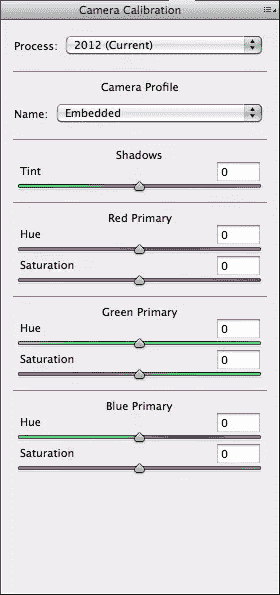 Camera Calibration
Process: 2012 (Current)
Camera Profile
Name: Embedded
Shadows
Tint 0
Red Primary
Hue 0
Saturation 0
Green Primary
Hue 0
Saturation 0
Blue Primary
Hue 0
Saturation 0